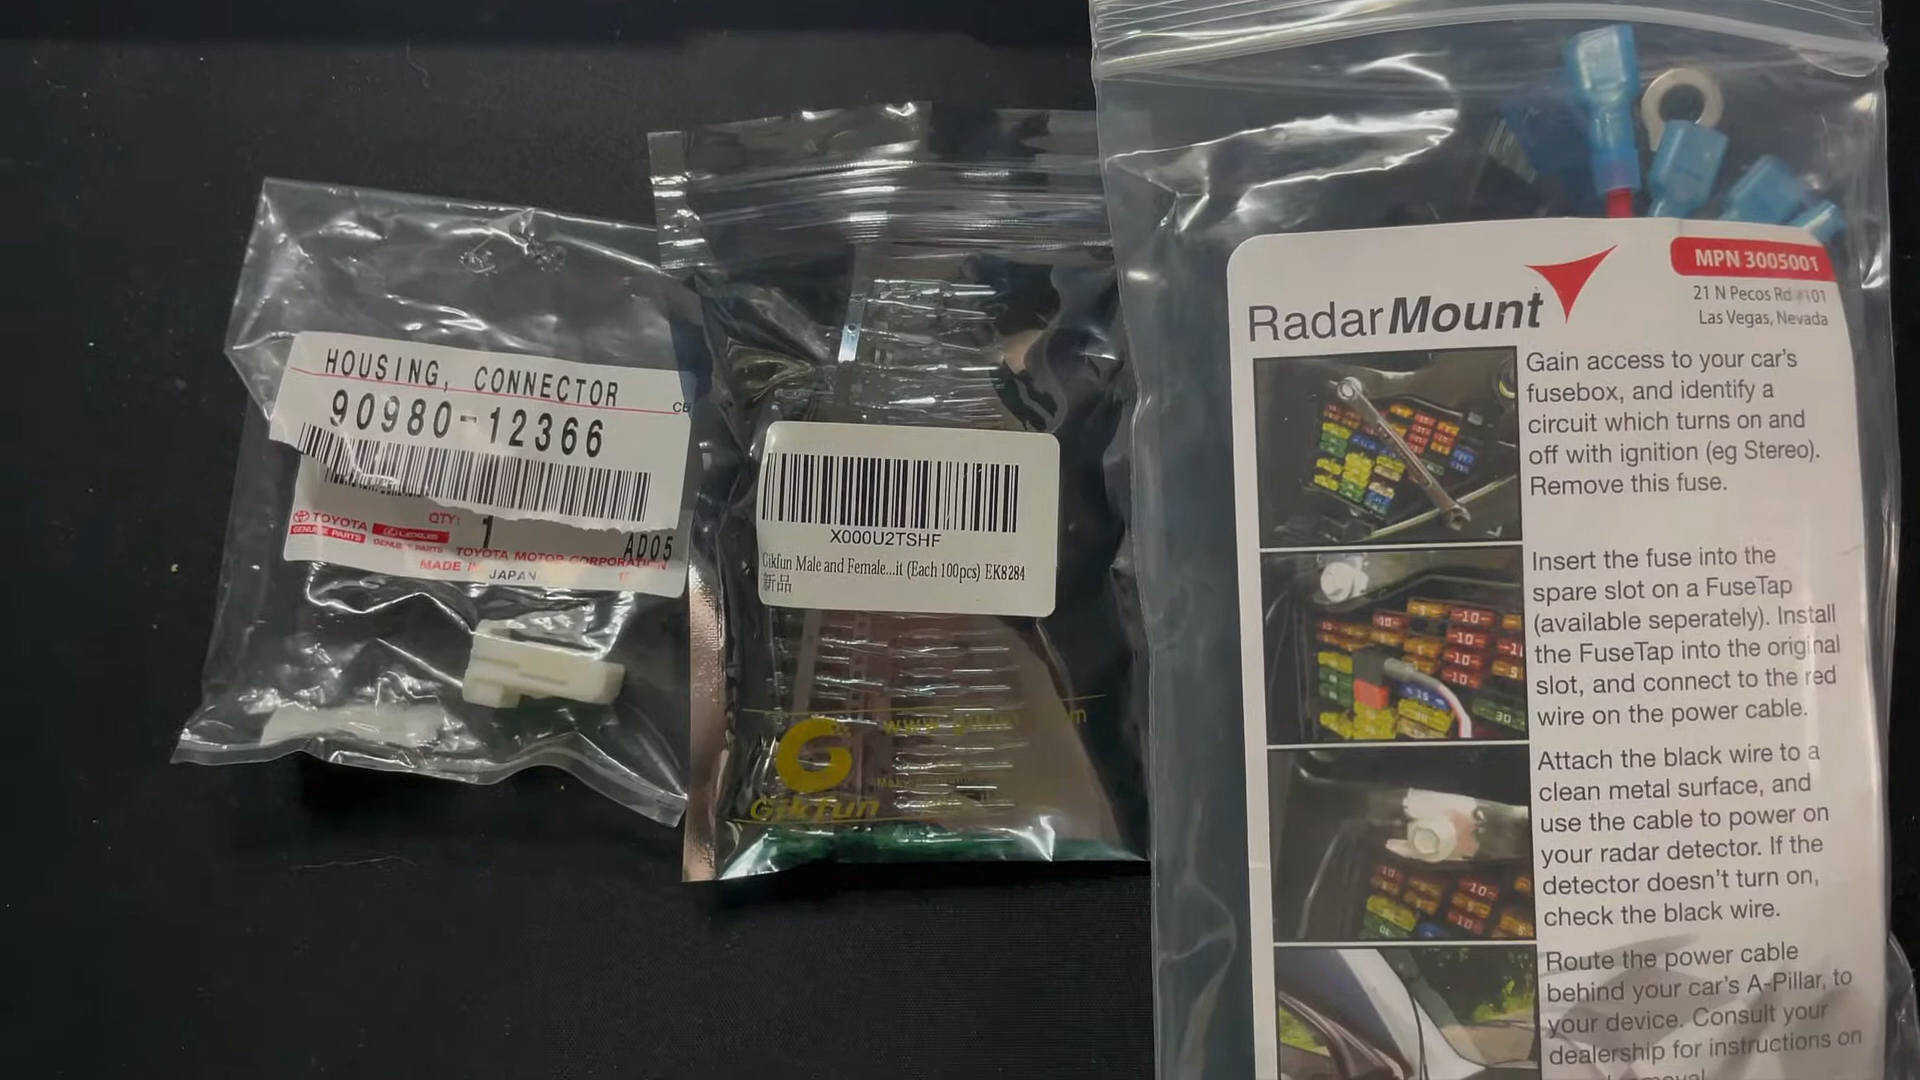 HOUSING, CONNECTOR
90980-12366
TOYOTA
GENUINE PARTS
LEXUS
GENUINE PARTS
QTY:
1
AD05
TOYOTA MOTOR CORPORATION
MADE IN JAPAN
X000U2TSHF
Gikfun Male and Female...it (Each 100pcs) EK8284
新品
Gikfun
RadarMount
MPN 3005001
21 N Pecos Rd #101
Las Vegas, Nevada
Gain access to your car's
fusebox, and identify a
circuit which turns on and
off with ignition (eg Stereo).
Remove this fuse.
Insert the fuse into the
spare slot on a FuseTap
(available seperately). Install
the FuseTap into the original
slot, and connect to the red
wire on the power cable.
Attach the black wire to a
clean metal surface, and
use the cable to power on
your radar detector. If the
detector doesn't turn on,
check the black wire.
Route the power cable
behind your car's A-Pillar, to
your device. Consult your
dealership for instructions on